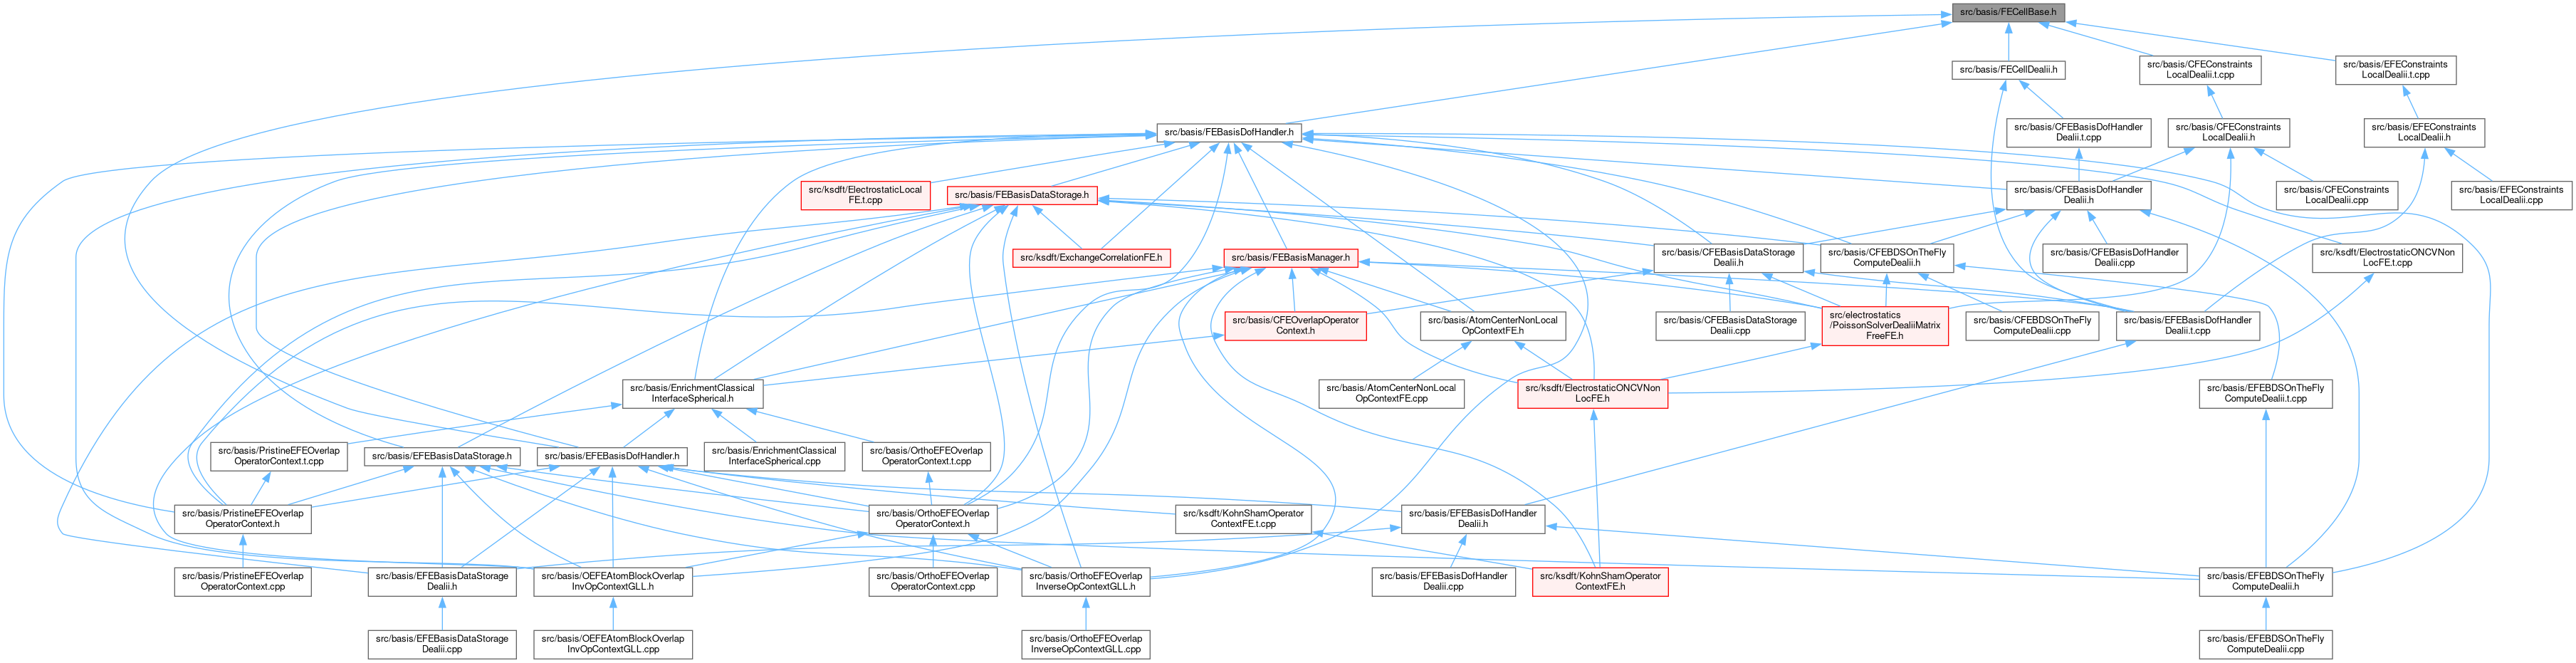 src/basis/FECellBase.h
src/basis/FECellDealii.h
src/basis/CFEConstraints
LocalDealii.t.cpp
src/basis/EFEConstraints
LocalDealii.t.cpp
src/basis/FEBasisDofHandler.h
src/basis/CFEBasisDofHandler
Dealii.t.cpp
src/basis/CFEConstraints
LocalDealii.h
src/basis/EFEConstraints
LocalDealii.h
src/ksdft/ElectrostaticLocal
FE.t.cpp
src/basis/FEBasisDataStorage.h
src/basis/CFEBasisDofHandler
Dealii.h
src/basis/CFEConstraints
LocalDealii.cpp
src/basis/EFEConstraints
LocalDealii.cpp
src/ksdft/ExchangeCorrelationFE.h
src/basis/FEBasisManager.h
src/basis/CFEBasisDataStorage
Dealii.h
src/basis/CFEBDSOnTheFly
ComputeDealii.h
src/basis/CFEBasisDofHandler
Dealii.cpp
src/ksdft/ElectrostaticONCVNon
LocFE.t.cpp
src/basis/CFEOverlapOperator
Context.h
src/basis/AtomCenterNonLocal
OpContextFE.h
src/basis/CFEBasisDataStorage
Dealii.cpp
src/electrostatics
/PoissonSolverDealiiMatrix
FreeFE.h
src/basis/CFEBDSOnTheFly
ComputeDealii.cpp
src/basis/EFEBasisDofHandler
Dealii.t.cpp
src/basis/EnrichmentClassical
InterfaceSpherical.h
src/basis/AtomCenterNonLocal
OpContextFE.cpp
src/ksdft/ElectrostaticONCVNon
LocFE.h
src/basis/EFEBDSOnTheFly
ComputeDealii.t.cpp
src/basis/PristineEFEOverlap
OperatorContext.t.cpp
src/basis/EFEBasisDataStorage.h
src/basis/EFEBasisDofHandler.h
src/basis/EnrichmentClassical
InterfaceSpherical.cpp
src/basis/OrthoEFEOverlap
OperatorContext.t.cpp
src/basis/PristineEFEOverlap
OperatorContext.h
src/basis/OrthoEFEOverlap
OperatorContext.h
src/ksdft/KohnShamOperator
ContextFE.t.cpp
src/basis/EFEBasisDofHandler
Dealii.h
src/basis/PristineEFEOverlap
OperatorContext.cpp
src/basis/EFEBasisDataStorage
Dealii.h
src/basis/OEFEAtomBlockOverlap
InvOpContextGLL.h
src/basis/OrthoEFEOverlap
OperatorContext.cpp
src/basis/OrthoEFEOverlap
InverseOpContextGLL.h
src/basis/EFEBasisDofHandler
Dealii.cpp
src/ksdft/KohnShamOperator
ContextFE.h
src/basis/EFEBDSOnTheFly
ComputeDealii.h
src/basis/EFEBasisDataStorage
Dealii.cpp
src/basis/OEFEAtomBlockOverlap
InvOpContextGLL.cpp
src/basis/OrthoEFEOverlap
InverseOpContextGLL.cpp
src/basis/EFEBDSOnTheFly
ComputeDealii.cpp